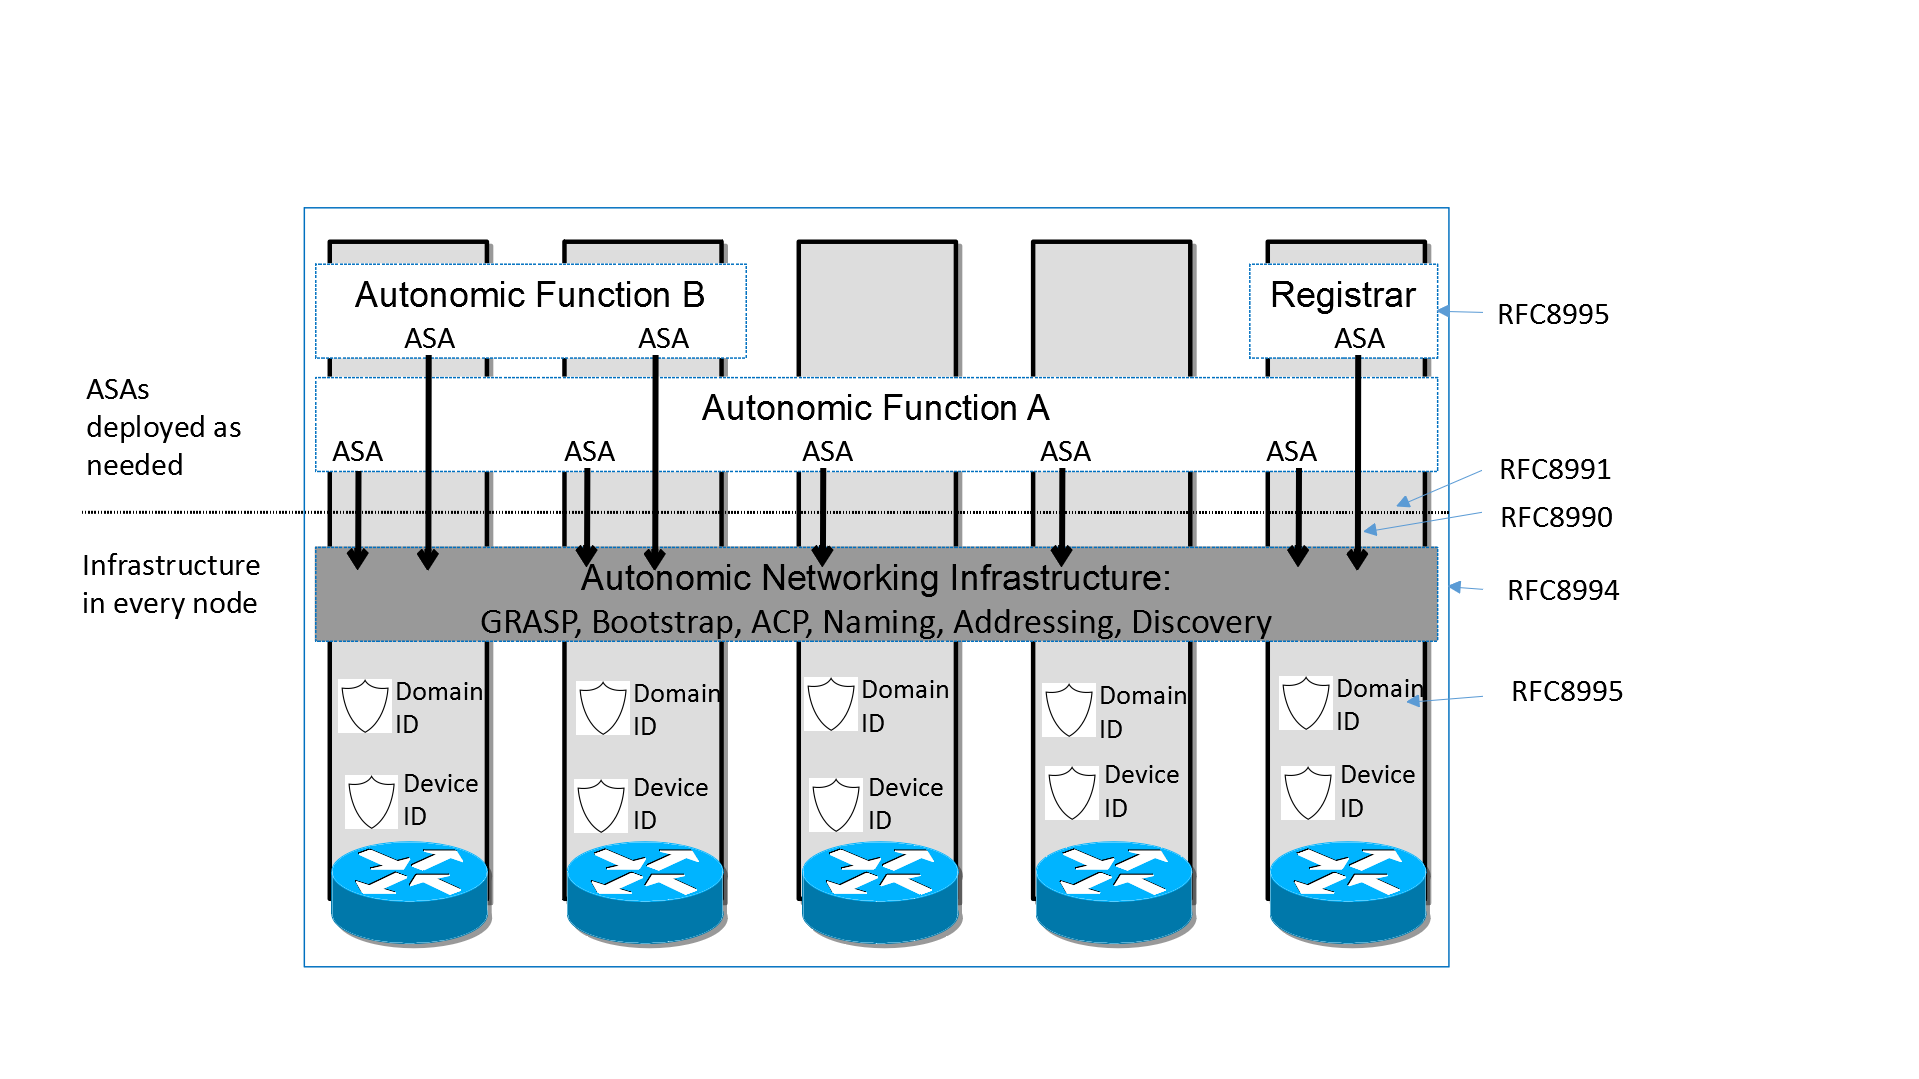 Autonomic Function B
Registrar
RFC8995
ASA
ASA
ASA
ASAs
deployed as
needed
Autonomic Function A
ASA
ASA
ASA
ASA
ASA
RFC8991
RFC8990
Infrastructure
in every node
Autonomic Networking Infrastructure:
GRASP, Bootstrap, ACP, Naming, Addressing, Discovery
RFC8994
Domain
ID
Domain
ID
Domain
ID
Domain
ID
Domain
ID
RFC8995
Device
ID
Device
ID
Device
ID
Device
ID
Device
ID